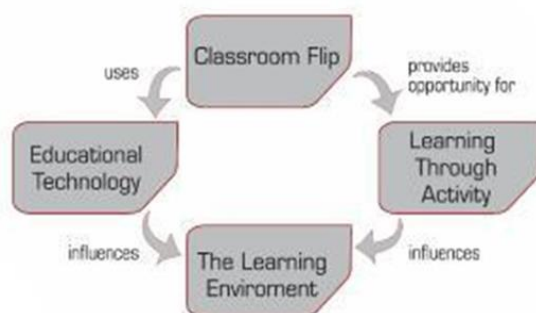 Classroom Flip
uses
provides
opportunity for
Educational
Technology
Learning
Through
Activity
influences
influences
The Learning
Enviroment